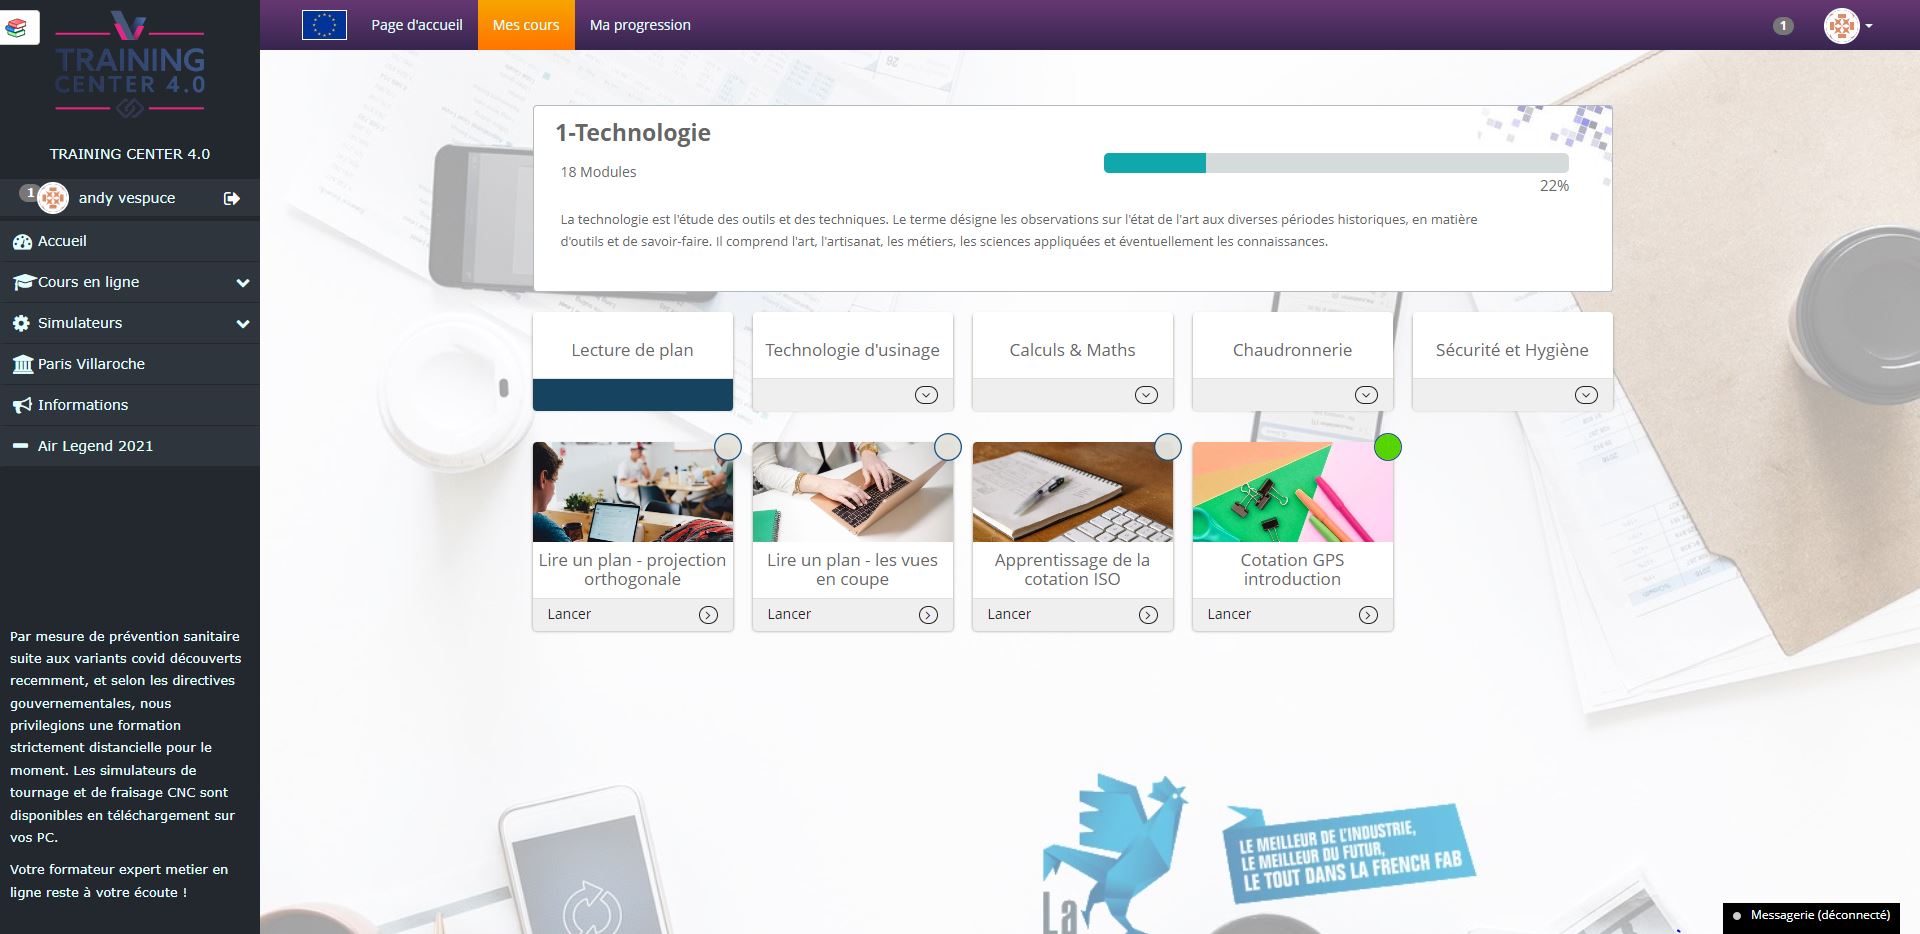 TRAINING
CENTER 4.0
TRAINING CENTER 4.0
1
andy vespuce
Accueil
Cours en ligne
Simulateurs
Paris Villaroche
Informations
Air Legend 2021
Par mesure de prévention sanitaire
suite aux variants covid découverts
recemment, et selon les directives
gouvernementales, nous
privilegions une formation
strictement distancielle pour le
moment. Les simulateurs de
tournage et de fraisage CNC sont
disponibles en téléchargement sur
vos PC.
Votre formateur expert metier en
ligne reste à votre écoute !
Page d'accueil
Mes cours
Ma progression
1
1-Technologie
18 Modules
22%
La technologie est l'étude des outils et des techniques. Le terme désigne les observations sur l'état de l'art aux diverses périodes historiques, en matière
d'outils et de savoir-faire. Il comprend l'art, l'artisanat, les métiers, les sciences appliquées et éventuellement les connaissances.
Lecture de plan
Technologie d'usinage
Calculs & Maths
Chaudronnerie
Sécurité et Hygiène
Lire un plan - projection
orthogonale
Lancer
Lire un plan - les vues
en coupe
Lancer
Apprentissage de la
cotation ISO
Lancer
Cotation GPS
introduction
Lancer
La
LE MEILLEUR DE L'INDUSTRIE,
LE MEILLEUR DU FUTUR,
LE TOUT DANS LA FRENCH FAB
Messagerie (déconnecté)